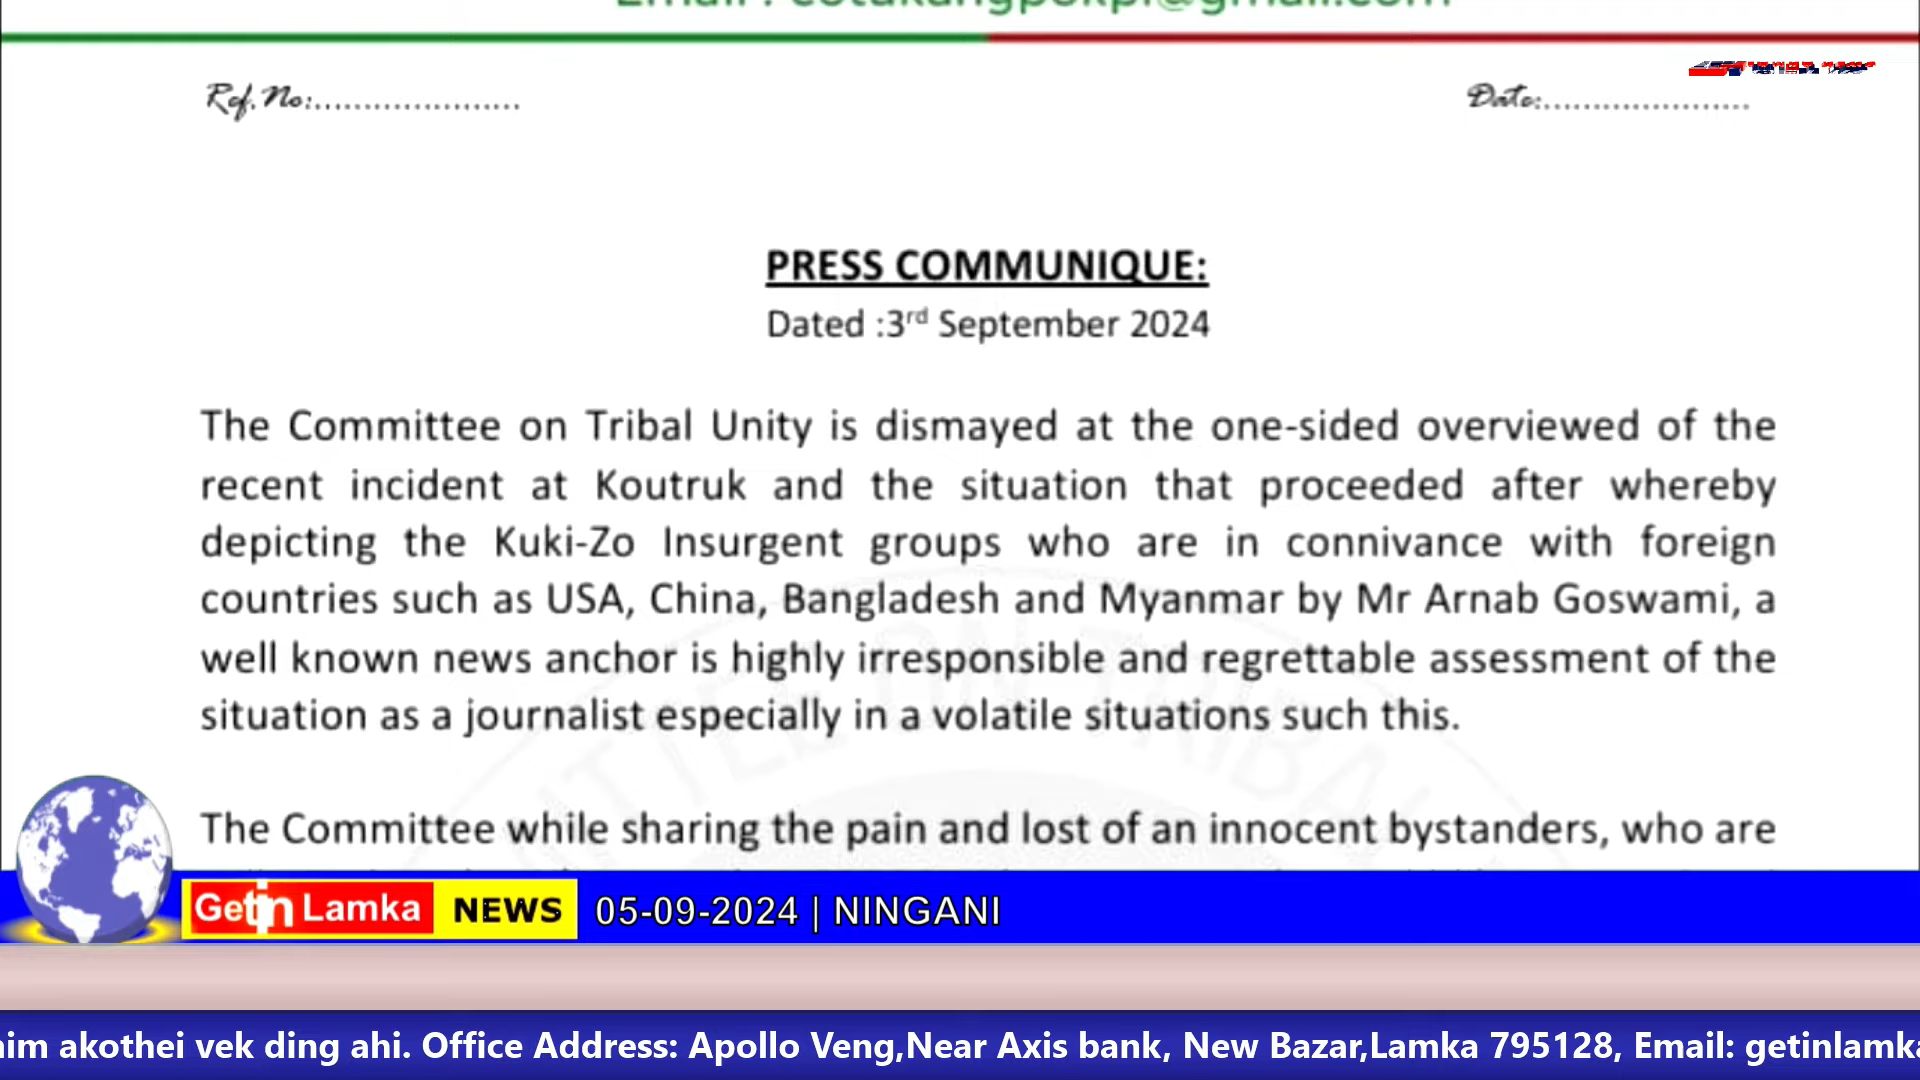 Email : cotukangpokpi@gmail.com
Ref. No:....................
Date:....................
PRESS COMMUNIQUE:
Dated :3rd September 2024
The Committee on Tribal Unity is dismayed at the one-sided overviewed of the
recent incident at Koutruk and the situation that proceeded after whereby
depicting the Kuki-Zo Insurgent groups who are in connivance with foreign
countries such as USA, China, Bangladesh and Myanmar by Mr Arnab Goswami, a
well known news anchor is highly irresponsible and regrettable assessment of the
situation as a journalist especially in a volatile situations such this.
The Committee while sharing the pain and lost of an innocent bystanders, who are
Getin Lamka NEWS 05-09-2024 | NINGANI
akothei vek ding ahi. Office Address: Apollo Veng,Near Axis bank, New Bazar,Lamka 795128, Email: getinlamka